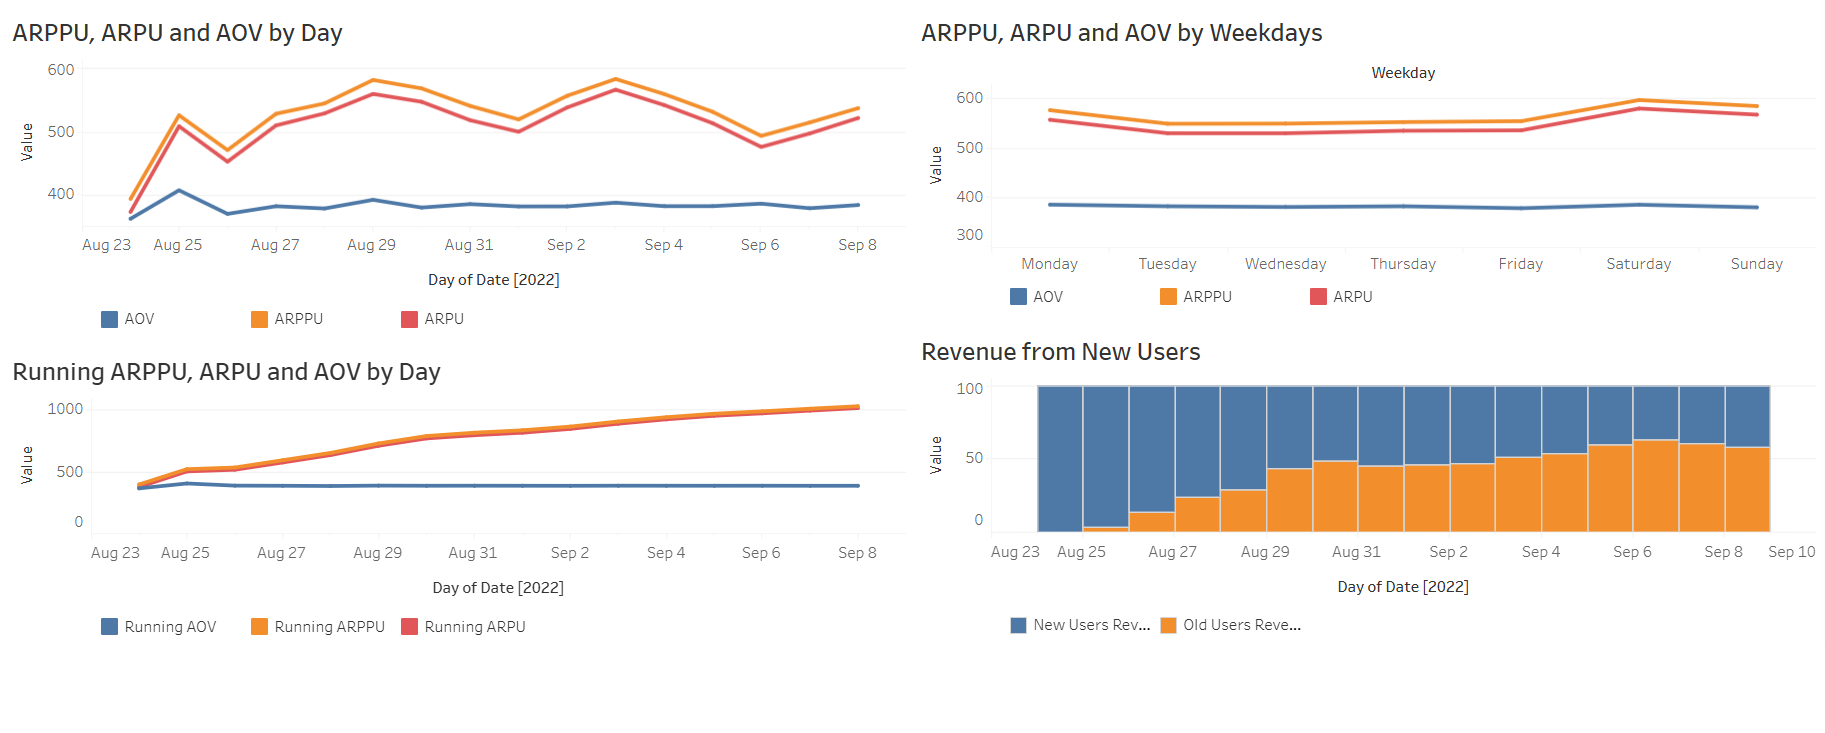 ARPPU, ARPU and AOV by Day
600
500
400
Value
Aug 23 Aug 25 Aug 27 Aug 29 Aug 31 Sep 2 Sep 4 Sep 6 Sep 8
Day of Date [2022]
AOV ARPPU ARPU
ARPPU, ARPU and AOV by Weekdays
Weekday
600
500
400
300
Value
Monday Tuesday Wednesday Thursday Friday Saturday Sunday
AOV ARPPU ARPU
Running ARPPU, ARPU and AOV by Day
1000
500
0
Value
Aug 23 Aug 25 Aug 27 Aug 29 Aug 31 Sep 2 Sep 4 Sep 6 Sep 8
Day of Date [2022]
Running AOV Running ARPPU Running ARPU
Revenue from New Users
100
50
0
Value
Aug 23 Aug 25 Aug 27 Aug 29 Aug 31 Sep 2 Sep 4 Sep 6 Sep 8 Sep 10
Day of Date [2022]
New Users Rev... Old Users Reve...